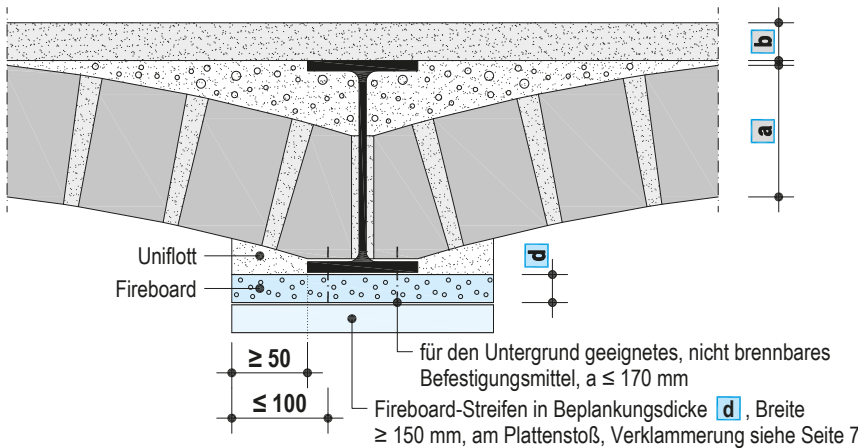 b
a
d
Uniflott
Fireboard
≥ 50
≤ 100
für den Untergrund geeignetes, nicht brennbares
Befestigungsmittel, a ≤ 170 mm
Fireboard-Streifen in Beplankungsdicke d , Breite
≥ 150 mm, am Plattenstoß, Verklammerung siehe Seite 7